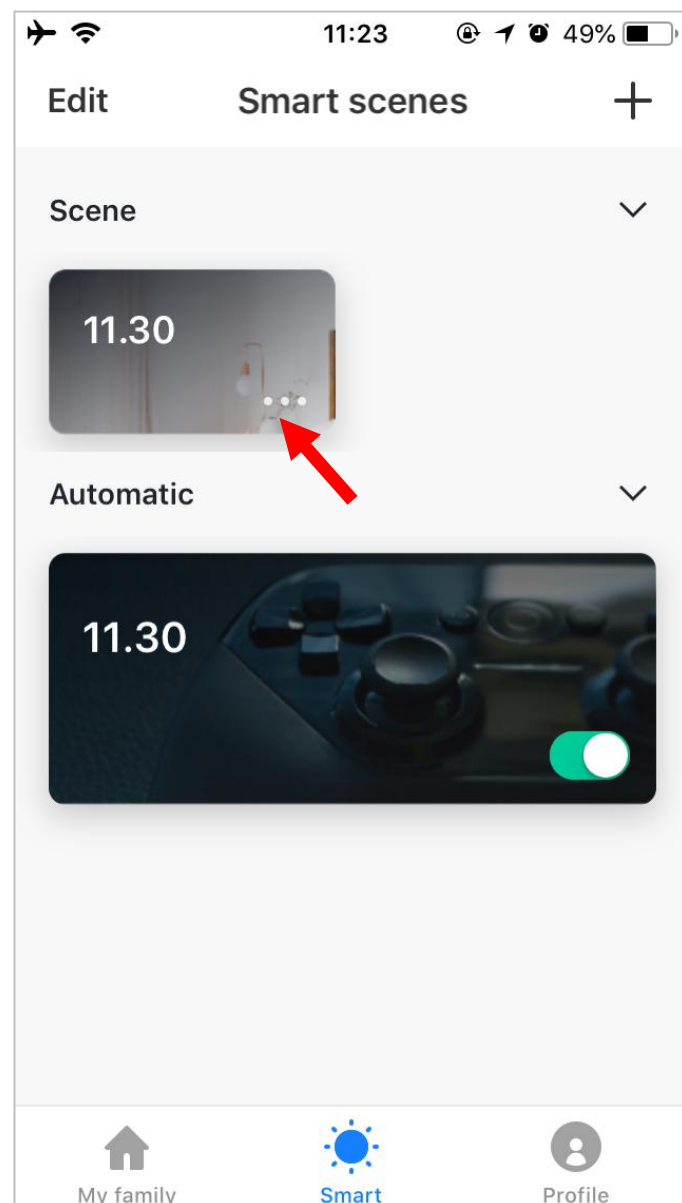 11:23 49%
Edit Smart scenes
Scene
11.30
Automatic
11.30
My family Smart Profile